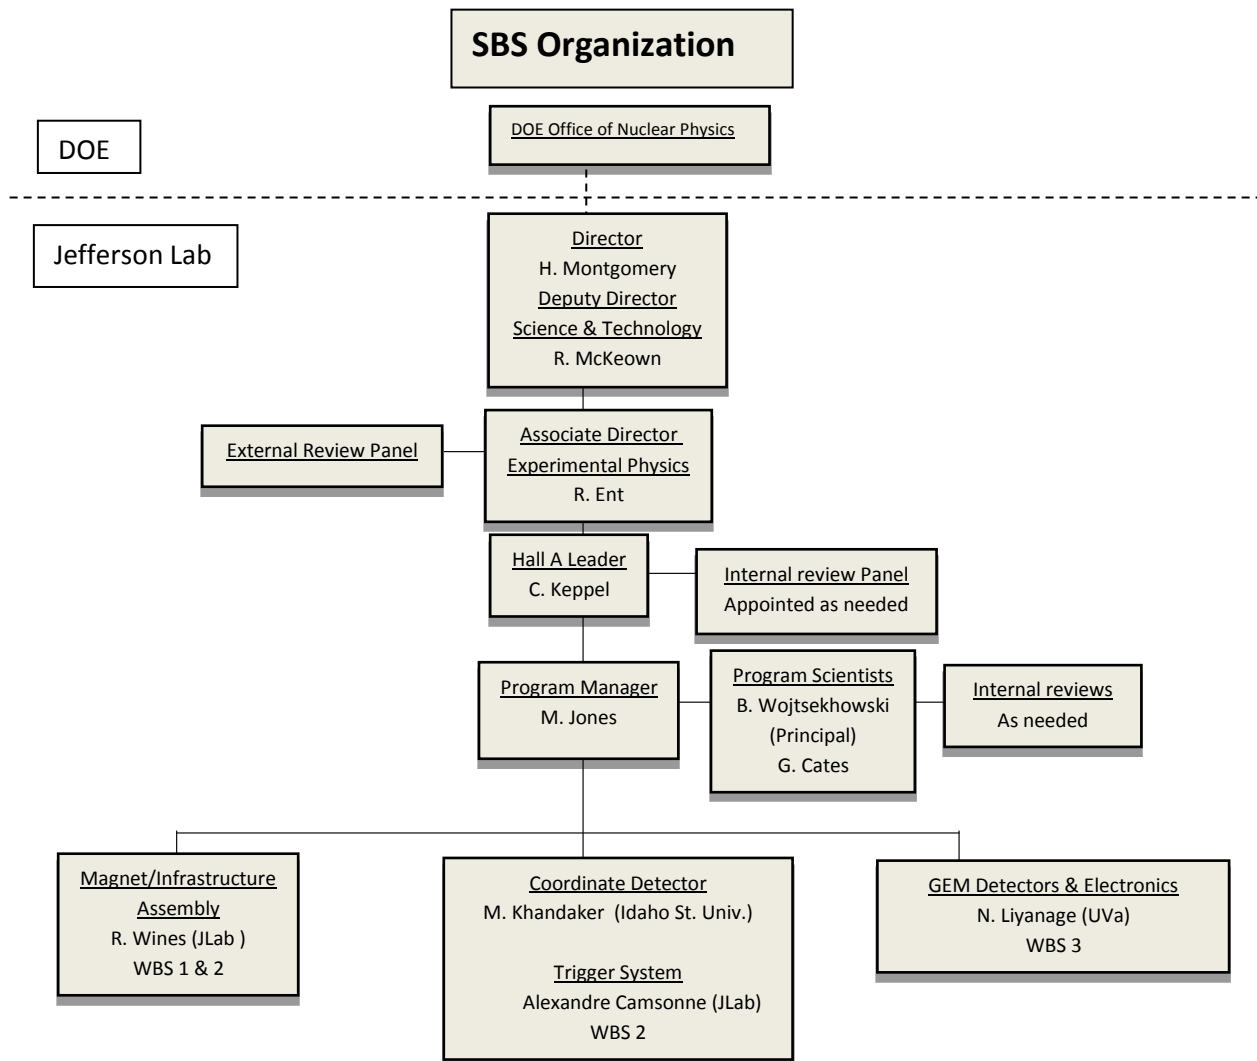 SBS Organization
DOE
DOE Office of Nuclear Physics
Jefferson Lab
Director
H. Montgomery
Deputy Director
Science & Technology
R. McKeown
External Review Panel
Associate Director
Experimental Physics
R. Ent
Hall A Leader
C. Keppel
Internal review Panel
Appointed as needed
Program Manager
M. Jones
Program Scientists
B. Wojtsekhowski
(Principal)
G. Cates
Internal reviews
As needed
Magnet/Infrastructure
Assembly
R. Wines (JLab )
WBS 1 & 2
Coordinate Detector
M. Khandaker (Idaho St. Univ.)
Trigger System
Alexandre Camsonne (JLab)
WBS 2
GEM Detectors & Electronics
N. Liyanage (UVa)
WBS 3